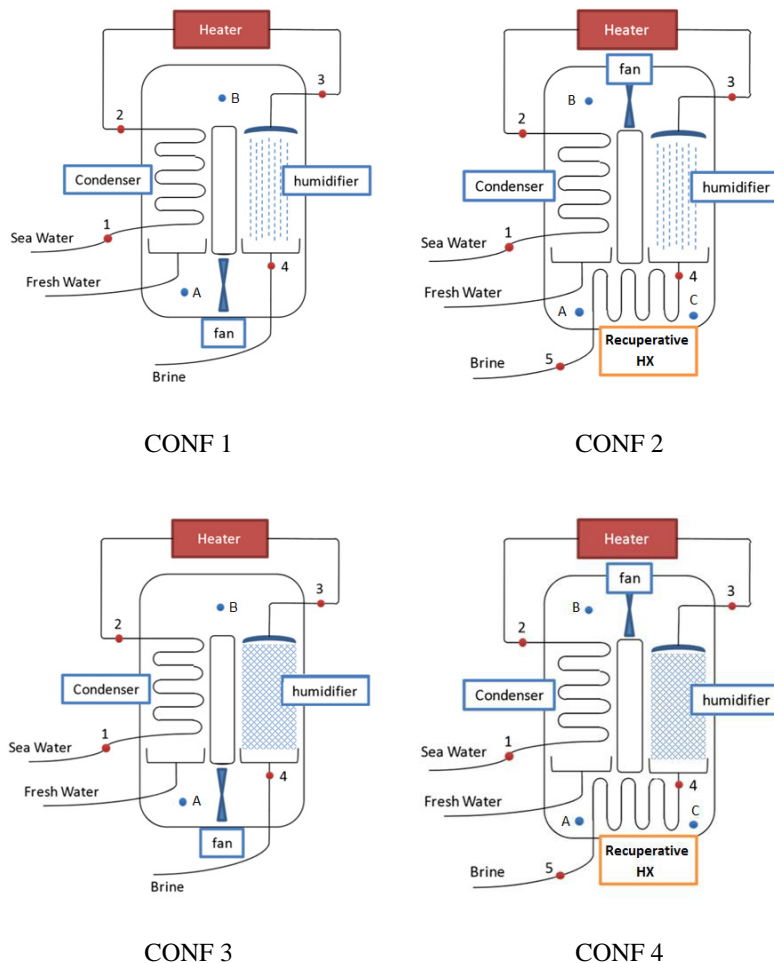 Heater
3
B
2
Condenser
humidifier
1
Sea Water
4
Fresh Water
A
fan
Brine
CONF 1
Heater
fan
3
B
2
Condenser
humidifier
1
Sea Water
4
Fresh Water
A
C
Recuperative
HX
Brine
5
CONF 2
Heater
3
B
2
Condenser
humidifier
1
Sea Water
4
Fresh Water
A
fan
Brine
CONF 3
Heater
fan
3
B
2
Condenser
humidifier
1
Sea Water
4
Fresh Water
A
C
Recuperative
HX
Brine
5
CONF 4